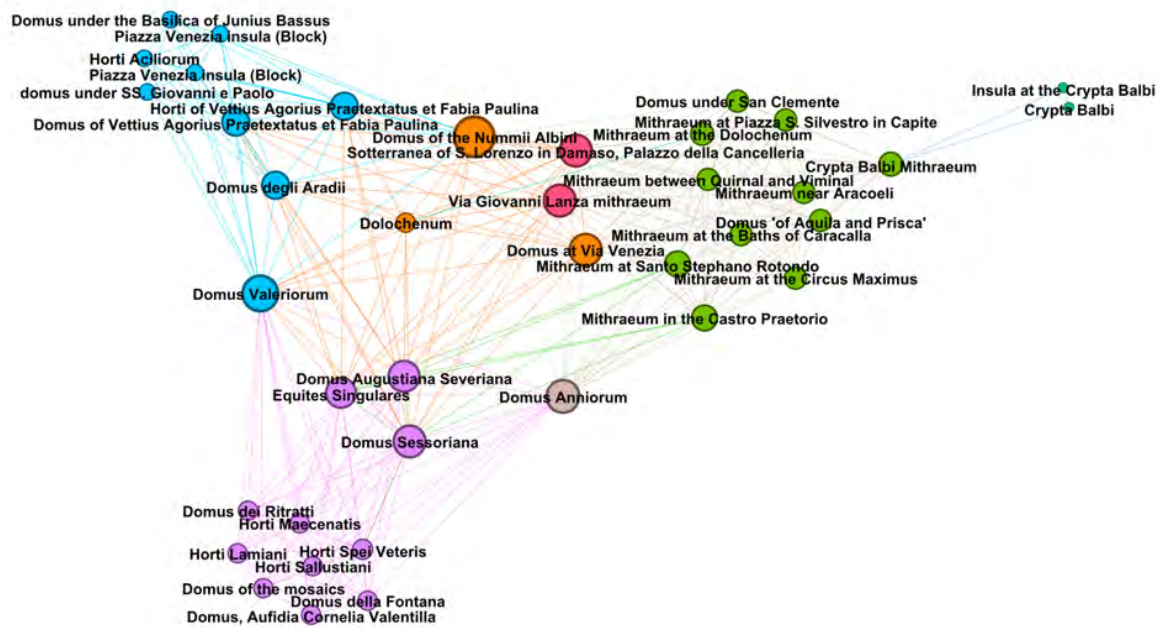 Domus under the Basilica of Junius Bassus
Piazza Venezia insula (Block)
Horti Aciliorum
Piazza Venezia insula (Block)
domus under SS. Giovanni e Paolo
Horti of Vettius Agorius Praetextatus et Fabia Paulina
Domus of Vettius Agorius Praetextatus et Fabia Paulina
Domus of the Nummii Albini
Sotterranea of S. Lorenzo in Damaso, Palazzo della Cancelleria
Domus under San Clemente
Mithraeum at Piazza S. Silvestro in Capite
Mithraeum at the Dolochenum
Insula at the Crypta Balbi
Crypta Balbi
Crypta Balbi Mithraeum
Domus degli Aradii
Mithraeum between Quirnal and Viminal
Mithraeum near Aracoeli
Via Giovanni Lanza mithraeum
Dolochenum
Domus 'of Aquila and Prisca'
Mithraeum at the Baths of Caracalla
Domus at Via Venezia
Mithraeum at Santo Stephano Rotondo
Mithraeum at the Circus Maximus
Domus Valeriorum
Mithraeum in the Castro Praetorio
Domus Augustiana Severiana
Equites Singulares
Domus Anniorum
Domus Sessoriana
Domus dei Ritratti
Horti Maecenatis
Horti Lamiani
Horti Spei Veteris
Horti Sallustiani
Domus of the mosaics
Domus della Fontana
Domus, Aufidia Cornelia Valentilla